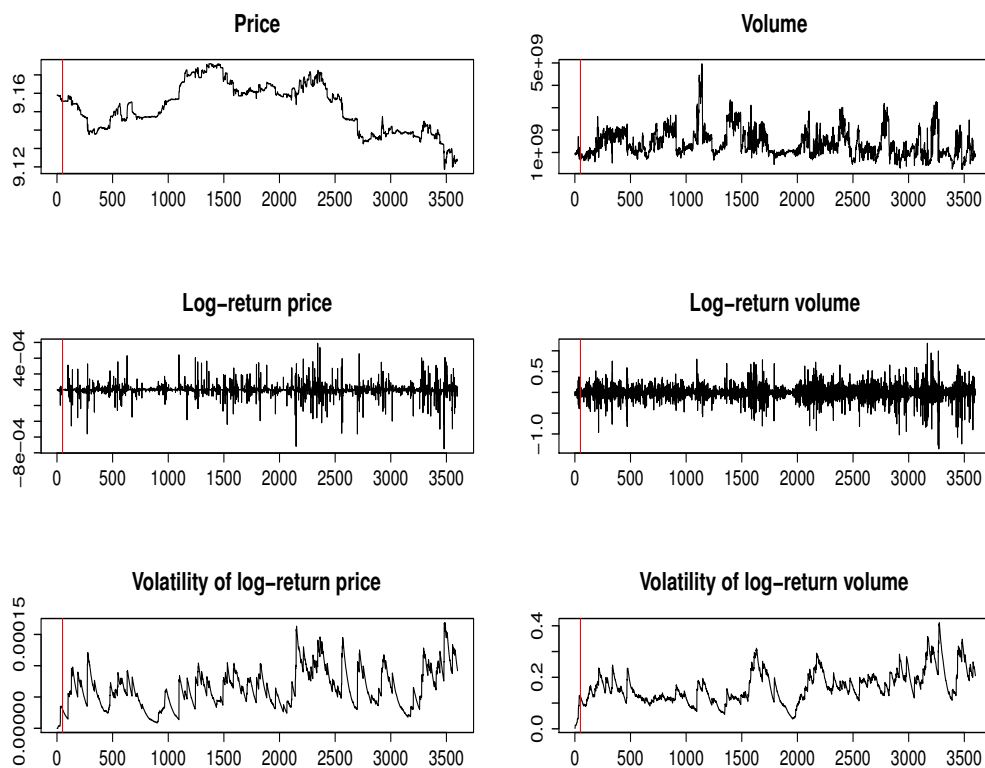 Price
9.12 9.16
0 500 1000 1500 2000 2500 3000 3500
Volume
1e+09 5e+09
0 500 1000 1500 2000 2500 3000 3500
Log−return price
−8e−04 4e−04
0 500 1000 1500 2000 2500 3000 3500
Log−return volume
−1.0 0.5
0 500 1000 1500 2000 2500 3000 3500
Volatility of log−return price
0.00000 0.00015
0 500 1000 1500 2000 2500 3000 3500
Volatility of log−return volume
0.0 0.2 0.4
0 500 1000 1500 2000 2500 3000 3500